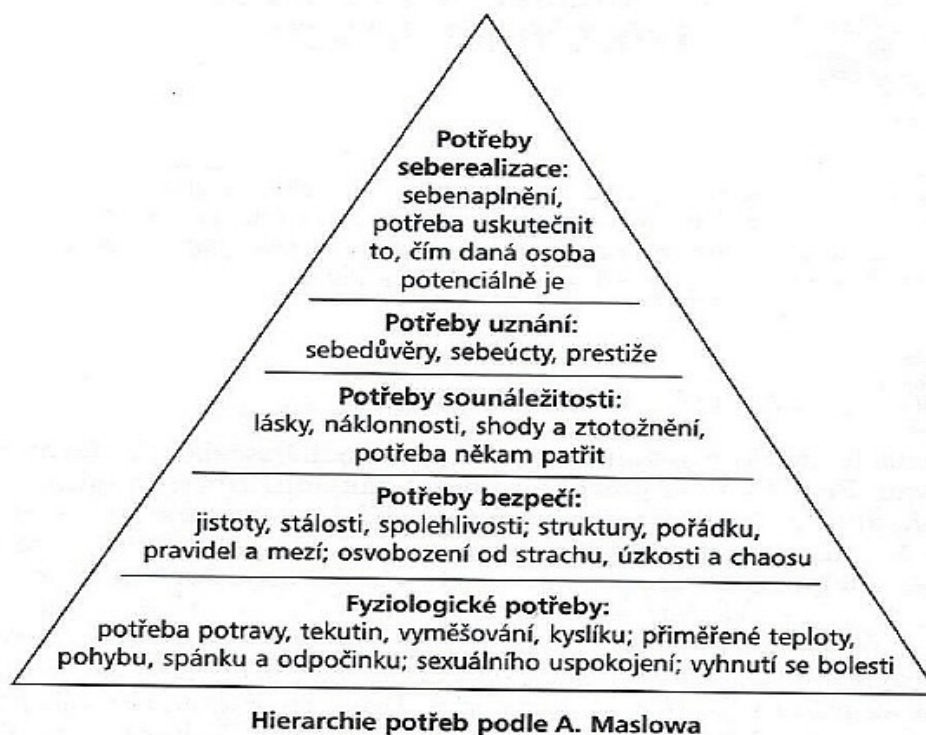 Potřeby
seberealizace:
sebenaplnění,
potřeba uskutečnit
to, čím daná osoba
potenciálně je
Potřeby uznání:
sebedůvěry, sebeúcty, prestiže
Potřeby sounáležitosti:
lásky, náklonnosti, shody a ztotožnění,
potřeba někam patřit
Potřeby bezpečí:
jistoty, stálosti, spolehlivosti; struktury, pořádku,
pravidel a mezí; osvobození od strachu, úzkosti a chaosu
Fyziologické potřeby:
potřeba potravy, tekutin, vyměšování, kyslíku; přiměřené teploty,
pohybu, spánku a odpočinku; sexuálního uspokojení; vyhnutí se bolesti
Hierarchie potřeb podle A. Maslowa